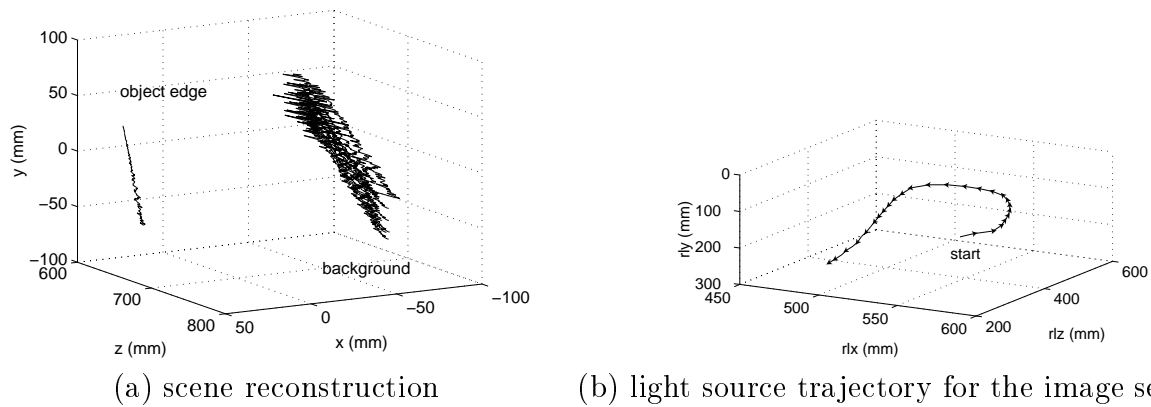 100
50
0
−50
−100
y (mm)
object edge
background
600
700
800
z (mm)
50
0
−50
−100
x (mm)
(a) scene reconstruction
0
100
200
300
rly (mm)
start
450
500
550
600
rlx (mm)
200
400
600
rlz (mm)
(b) light source trajectory for the image se